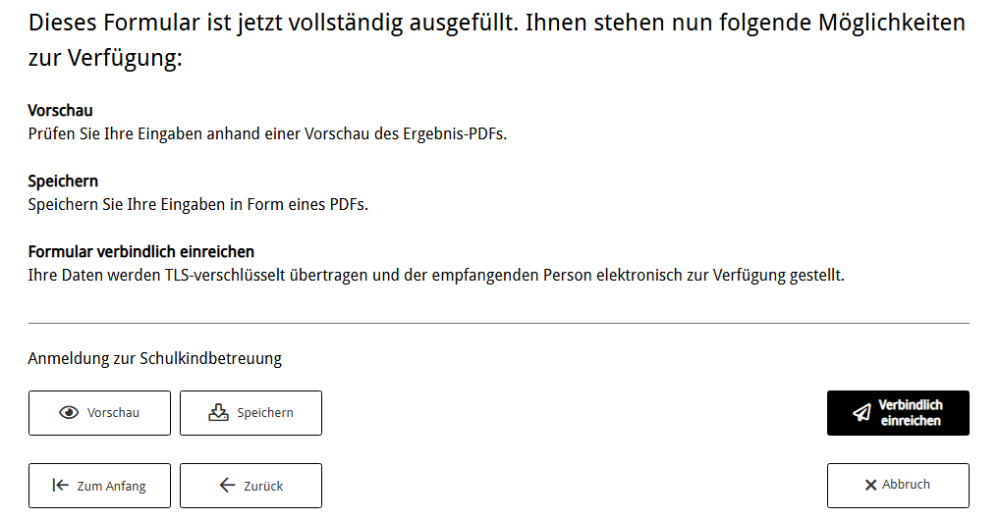 Dieses Formular ist jetzt vollständig ausgefüllt. Ihnen stehen nun folgende Möglichkeiten
zur Verfügung:
Vorschau
Prüfen Sie Ihre Eingaben anhand einer Vorschau des Ergebnis-PDFs.
Speichern
Speichern Sie Ihre Eingaben in Form eines PDFs.
Formular verbindlich einreichen
Ihre Daten werden TLS-verschlüsselt übertragen und der empfangenden Person elektronisch zur Verfügung gestellt.
Anmeldung zur Schulkindbetreuung
Vorschau
Speichern
Verbindlich
einreichen
Zum Anfang
Zurück
Abbruch